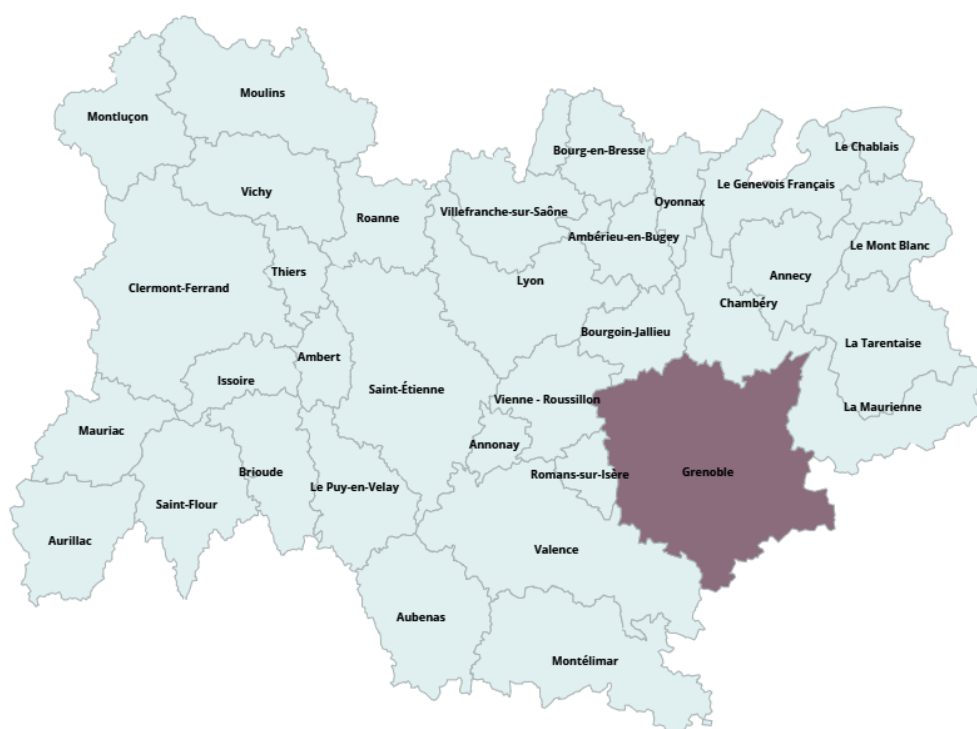 Moulins
Montluçon
Bourg-en-Bresse
Le Chablais
Le Genevois Français
Vichy
Oyonnax
Villefranche-sur-Saône
Roanne
Ambérieu-en-Bugey
Le Mont Blanc
Thiers
Annecy
Lyon
Clermont-Ferrand
Chambéry
Bourgoin-Jallieu
La Tarentaise
Ambert
Issoire
Saint-Étienne
Vienne - Roussillon
La Maurienne
Mauriac
Annonay
Brioude
Grenoble
Romans-sur-Isère
Le Puy-en-Velay
Saint-Flour
Aurillac
Valence
Aubenas
Montélimar